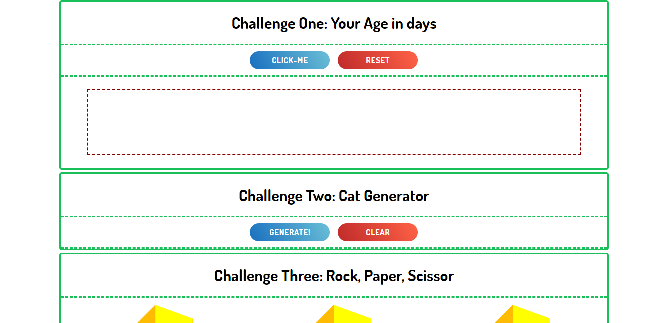 Challenge One: Your Age in days
CLICK-ME RESET
Challenge Two: Cat Generator
GENERATE! CLEAR
Challenge Three: Rock, Paper, Scissor